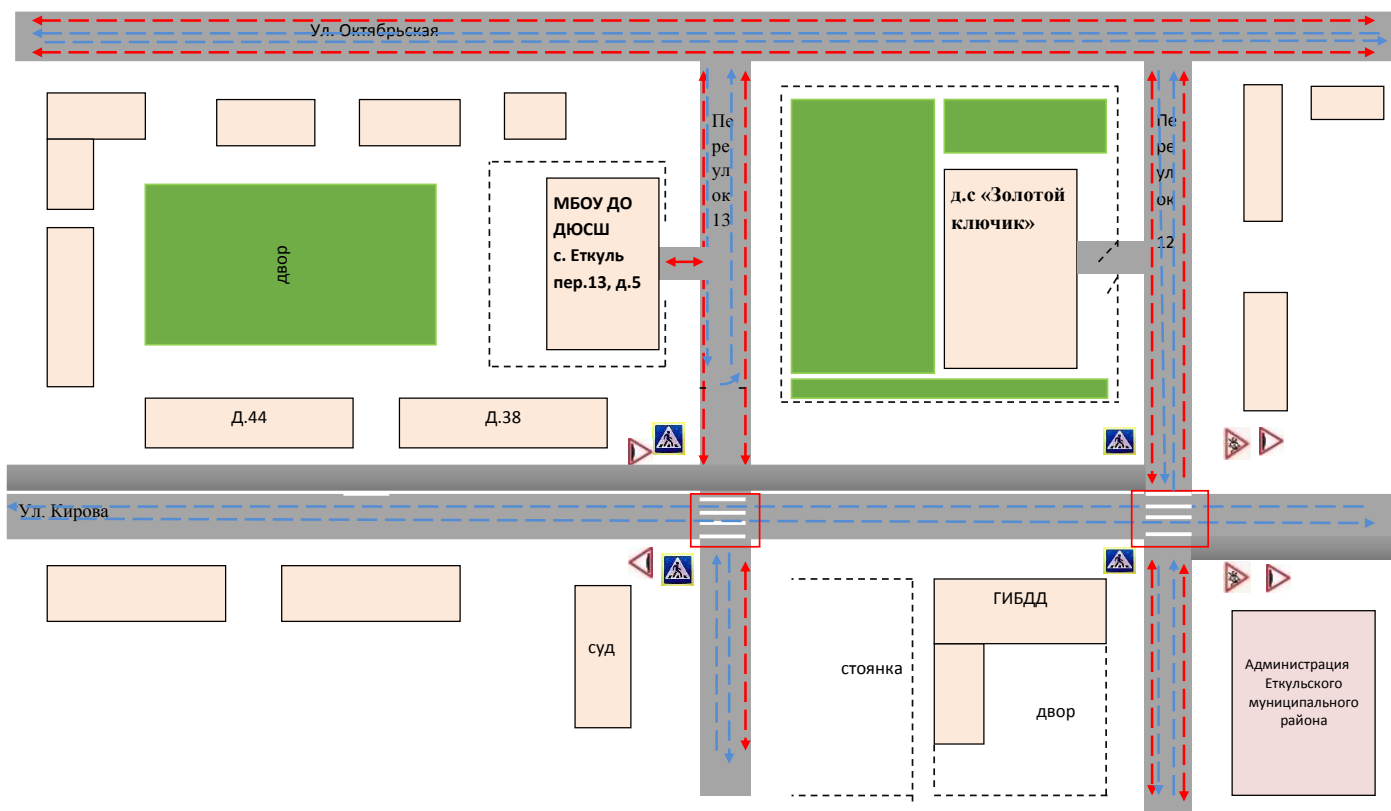 Ул. Октябрьская
Пе
ре
ул
ок
13
Пе
ре
ул
ок
12
МБОУ ДО
ДЮСШ
с. Еткуль
пер.13, д.5
д.с «Золотой
ключик»
двор
Д.44
Д.38
Ул. Кирова
суд
стоянка
ГИБДД
двор
Администрация
Еткульского
муниципального
района